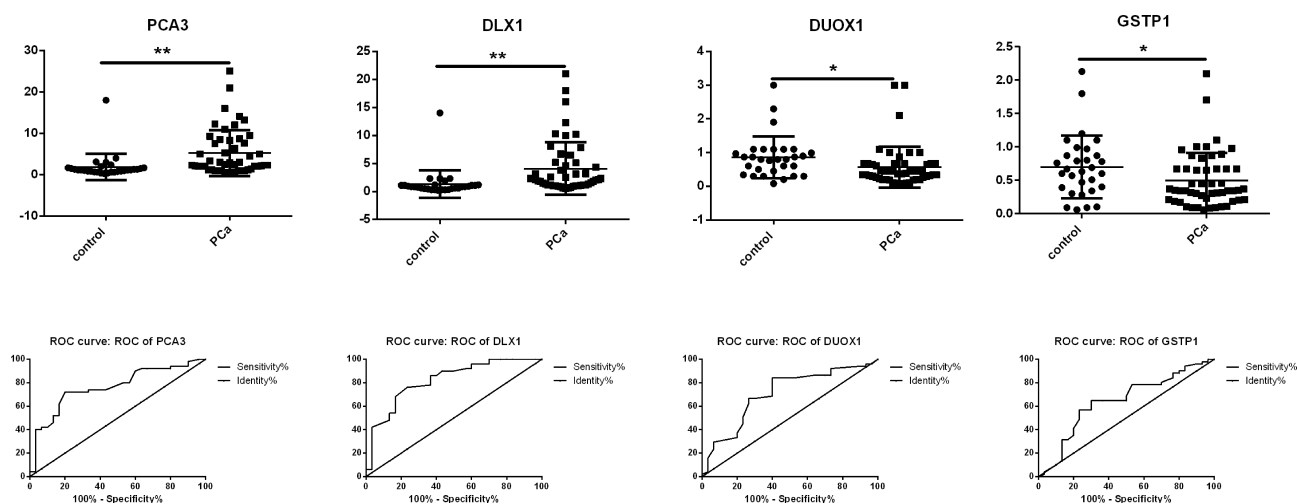 PCA3
30
20
10
0
-10
**
control
PCa
DLX1
25
20
15
10
5
0
-5
**
control
PCa
DUOX1
4
3
2
1
0
-1
*
control
PCa
GSTP1
2.5
2.0
1.5
1.0
0.5
0.0
*
control
PCa
ROC curve: ROC of PCA3
100
80
60
40
20
0
0 20 40 60 80 100
100% - Specificity%
Sensitivity%
Identity%
ROC curve: ROC of DLX1
100
80
60
40
20
0
0 20 40 60 80 100
100% - Specificity%
Sensitivity%
Identity%
ROC curve: ROC of DUOX1
100
80
60
40
20
0
0 20 40 60 80 100
100% - Specificity%
Sensitivity%
Identity%
ROC curve: ROC of GSTP1
100
80
60
40
20
0
0 20 40 60 80 100
100% - Specificity%
Sensitivity%
Identity%